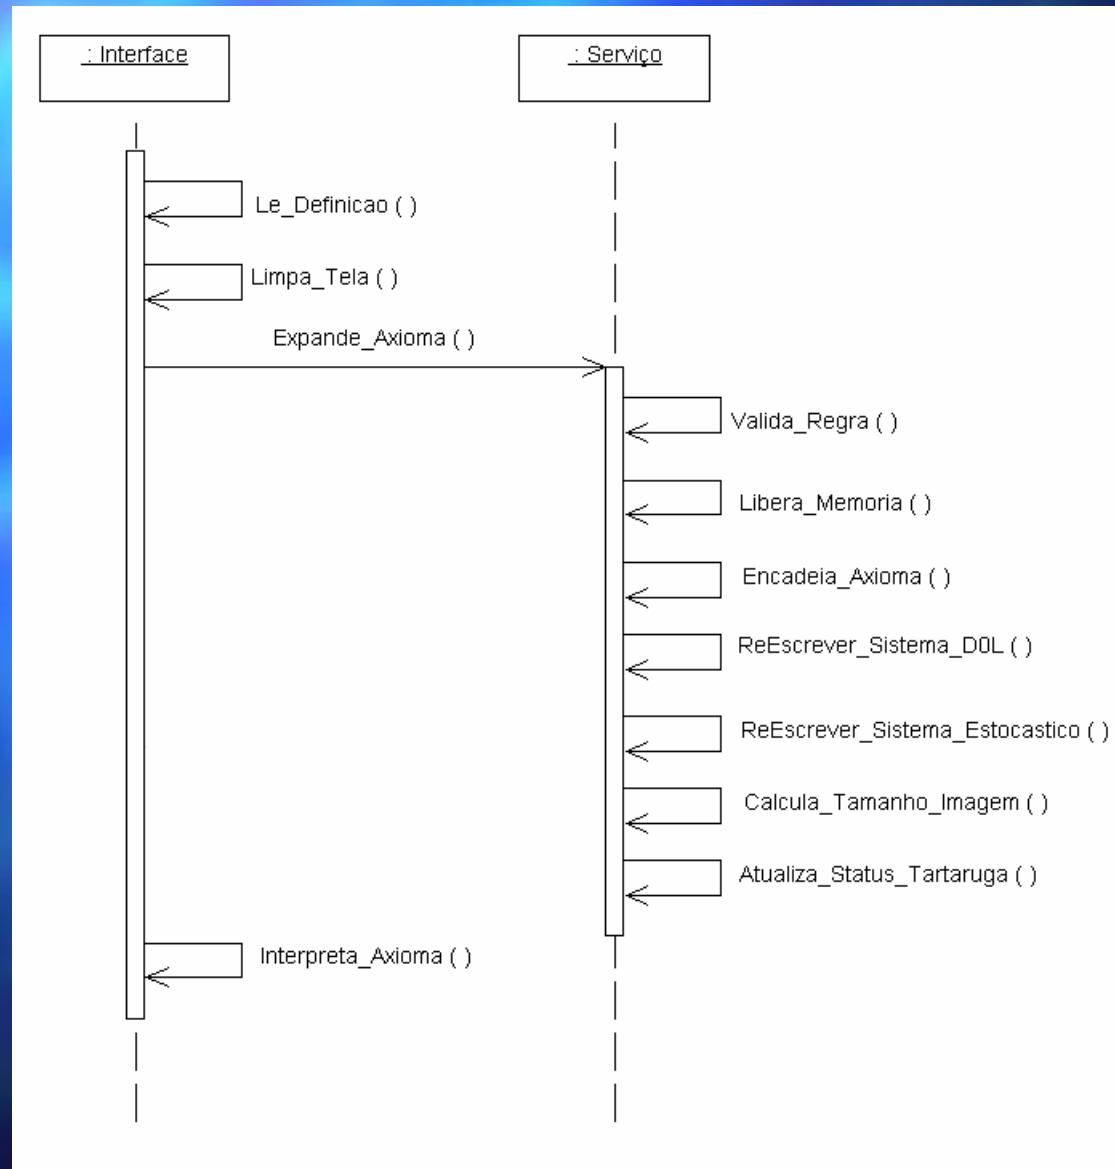 : Interface
: Serviço
Le_Definicao ( )
Limpa_Tela ( )
Expande_Axioma ( )
Valida_Regra ( )
Libera_Memoria ( )
Encadeia_Axioma ( )
ReEscrever_Sistema_D0L ( )
ReEscrever_Sistema_Estocastico ( )
Calcula_Tamanho_Imagem ( )
Atualiza_Status_Tartaruga ( )
Interpreta_Axioma ( )